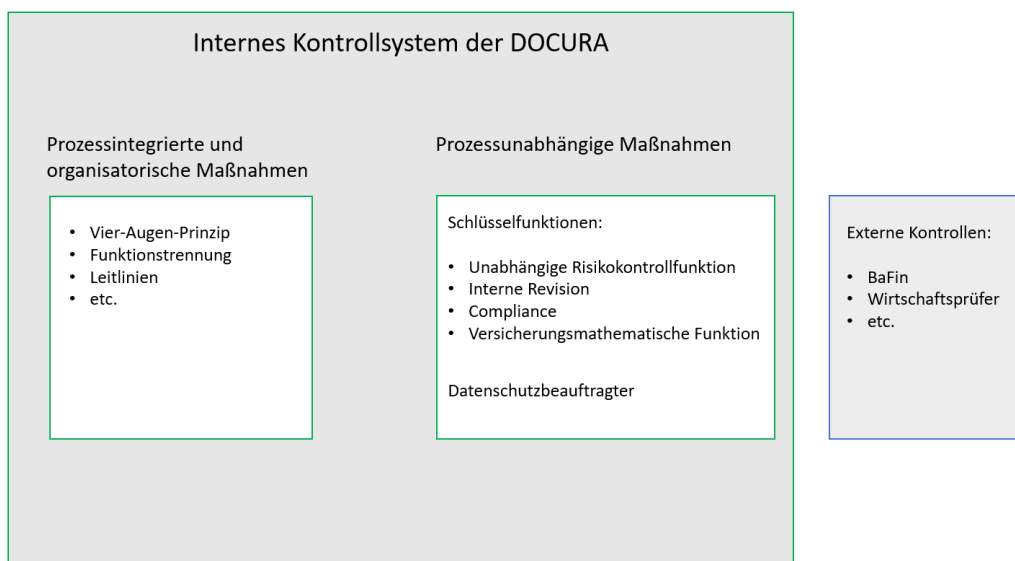 Internes Kontrollsystem der DOCURA
Prozessintegrierte und
organisatorische Maßnahmen
• Vier-Augen-Prinzip
• Funktionstrennung
• Leitlinien
• etc.
Prozessunabhängige Maßnahmen
Schlüsselfunktionen:
• Unabhängige Risikokontrollfunktion
• Interne Revision
• Compliance
• Versicherungsmathematische Funktion
Datenschutzbeauftragter
Externe Kontrollen:
• BaFin
• Wirtschaftsprüfer
• etc.